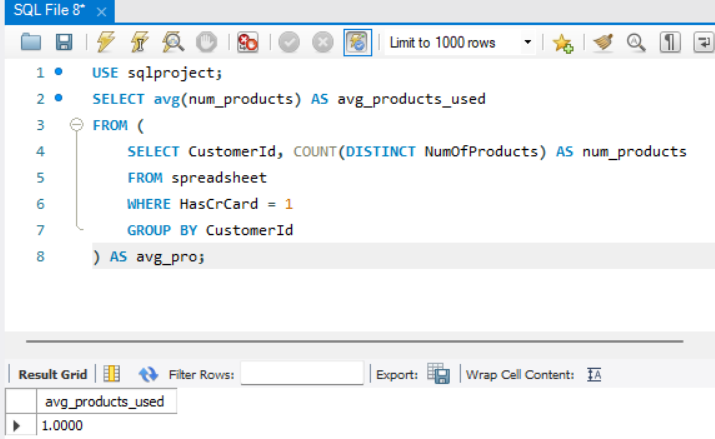 SQL File 8* ×
Limit to 1000 rows
1 USE sqlproject;
2 SELECT avg(num_products) AS avg_products_used
3 FROM (
4 SELECT CustomerId, COUNT(DISTINCT NumOfProducts) AS num_products
5 FROM spreadsheet
6 WHERE HasCrCard = 1
7 GROUP BY CustomerId
8 ) AS avg_pro;
Result Grid Filter Rows: Export: Wrap Cell Content: IA
avg_products_used
1.0000